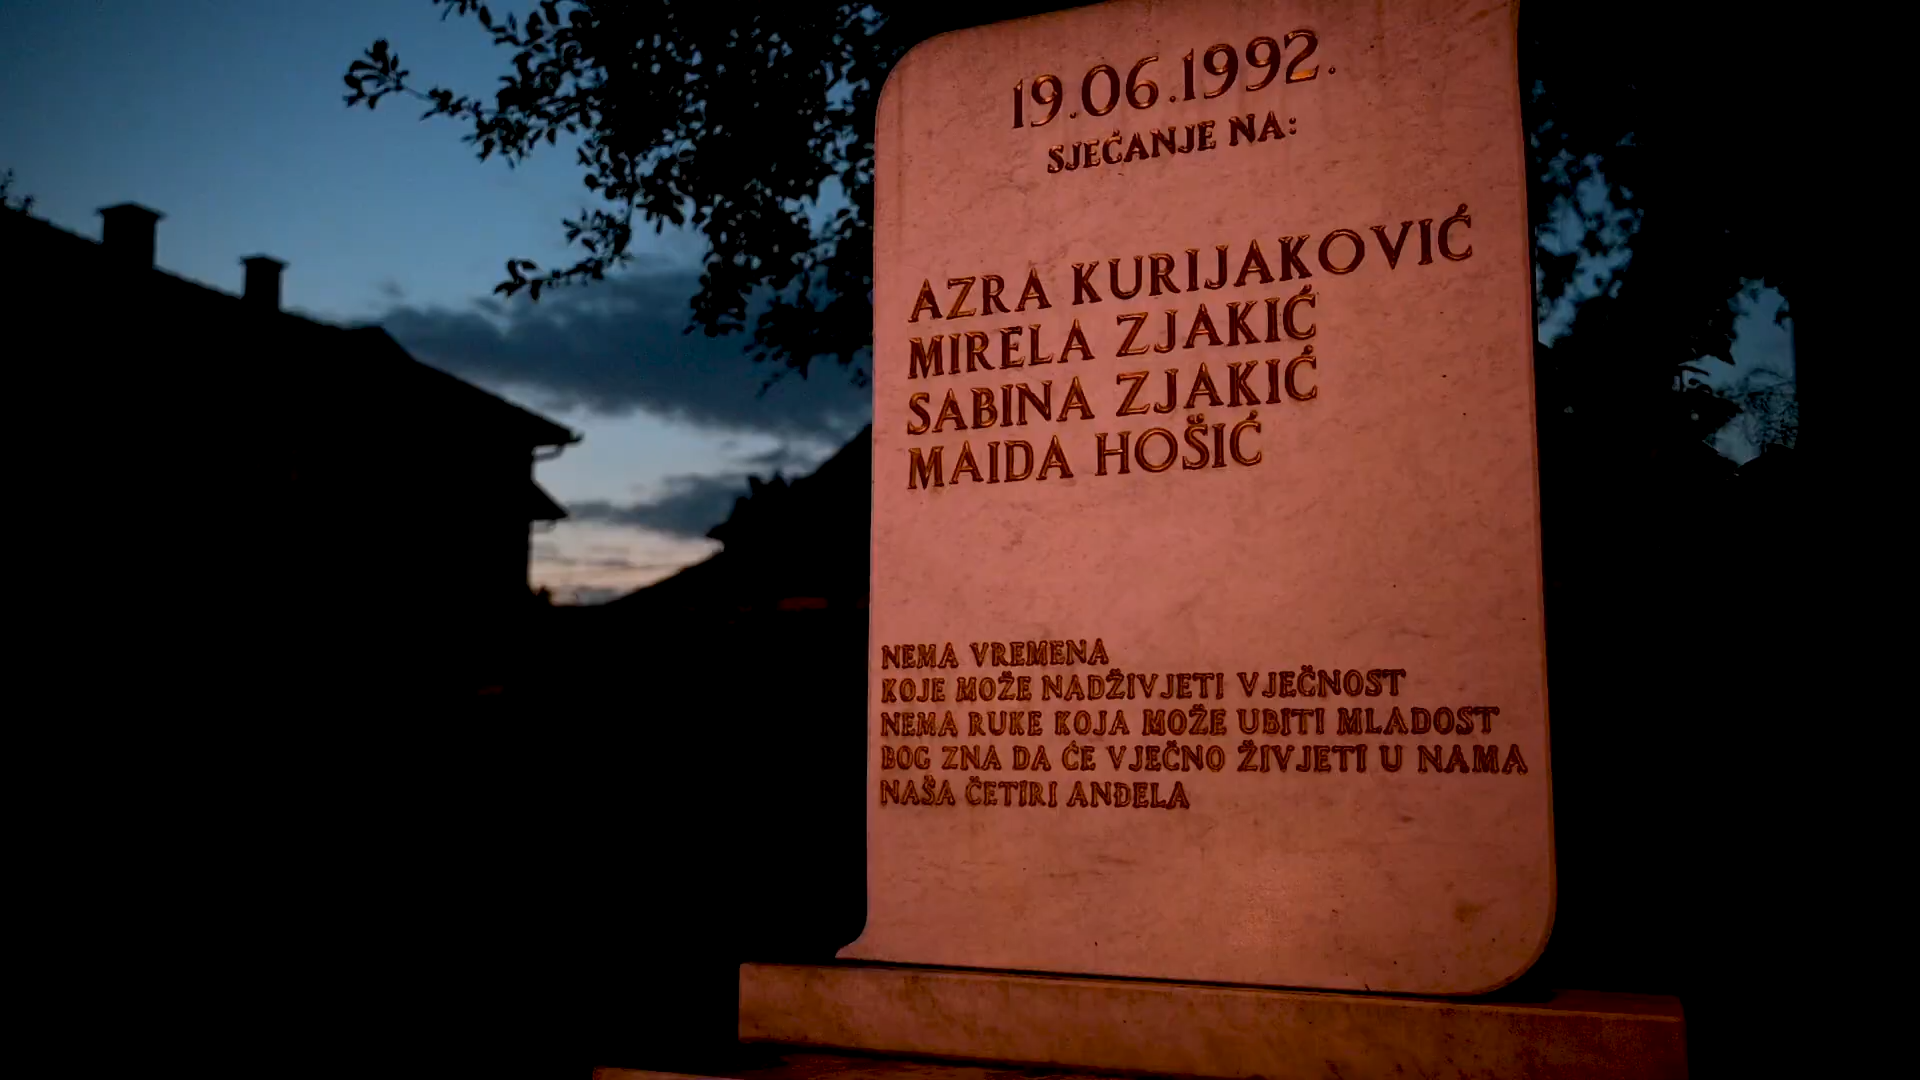 19.06.1992.
SJEĆANJE NA:
AZRA KURIJAKOVIĆ
MIRELA ZJAKIĆ
SABINA ZJAKIĆ
MAIDA HOŠIĆ
NEMA VREMENA
KOJE MOŽE NADŽIVJETI VJEČNOST
NEMA RUKE KOJA MOŽE UBITI MLADOST
BOG ZNA DA ĆE VJEČNO ŽIVJETI U NAMA
NAŠA ČETIRI ANĐELA